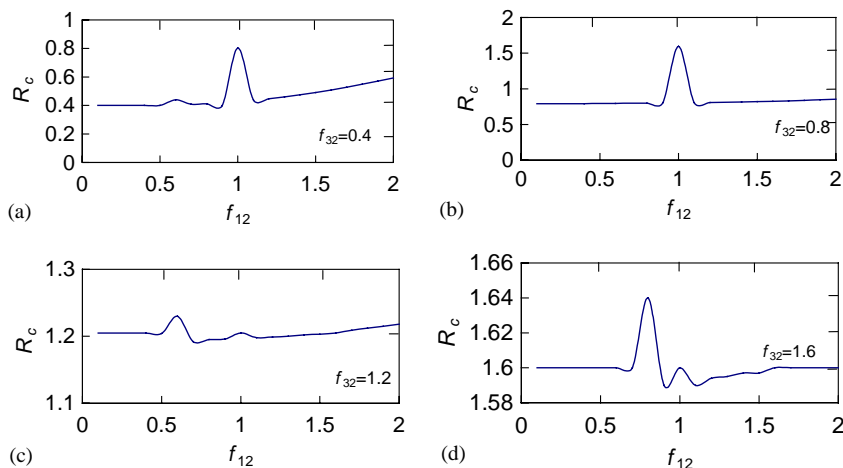 1
0.8
0.6
0.4
0.2
0
R_c
f_32=0.4
0 0.5 1 1.5 2
(a)
f_12
2
1.5
1
0.5
0
R_c
f_32=0.8
0 0.5 1 1.5 2
(b)
f_12
1.3
1.2
1.1
R_c
f_32=1.2
0 0.5 1 1.5 2
(c)
f_12
1.66
1.64
1.62
1.6
1.58
R_c
f_32=1.6
0 0.5 1 1.5 2
(d)
f_12